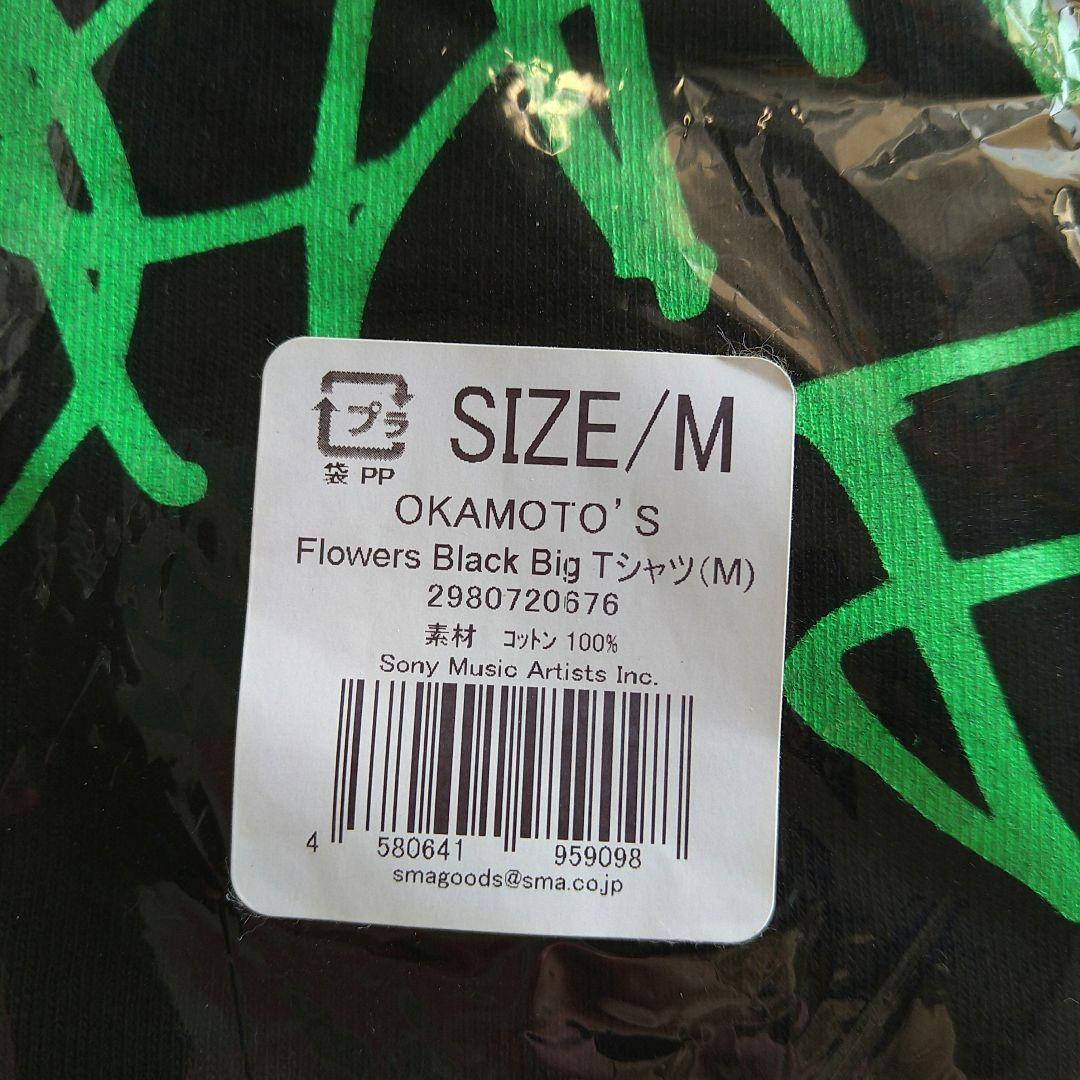 プラ
袋 PP
SIZE/M
OKAMOTO'S
Flowers Black Big Tシャツ(M)
2980720676
素材 コットン 100%
Sony Music Artists Inc.
4 580641 959098
smagoods@sma.co.jp